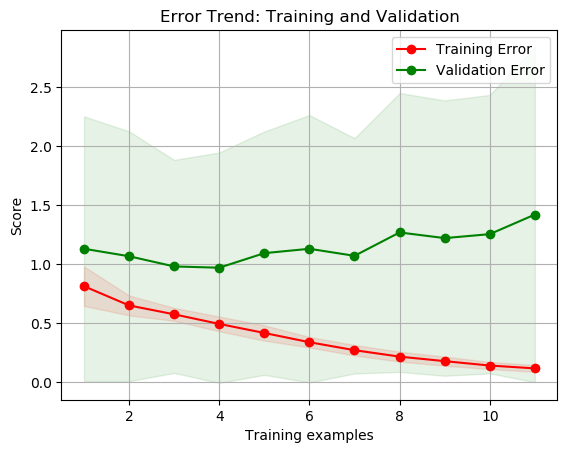 Error Trend: Training and Validation
Training Error
Validation Error
2.5
2.0
1.5
1.0
0.5
0.0
Score
2 4 6 8 10
Training examples